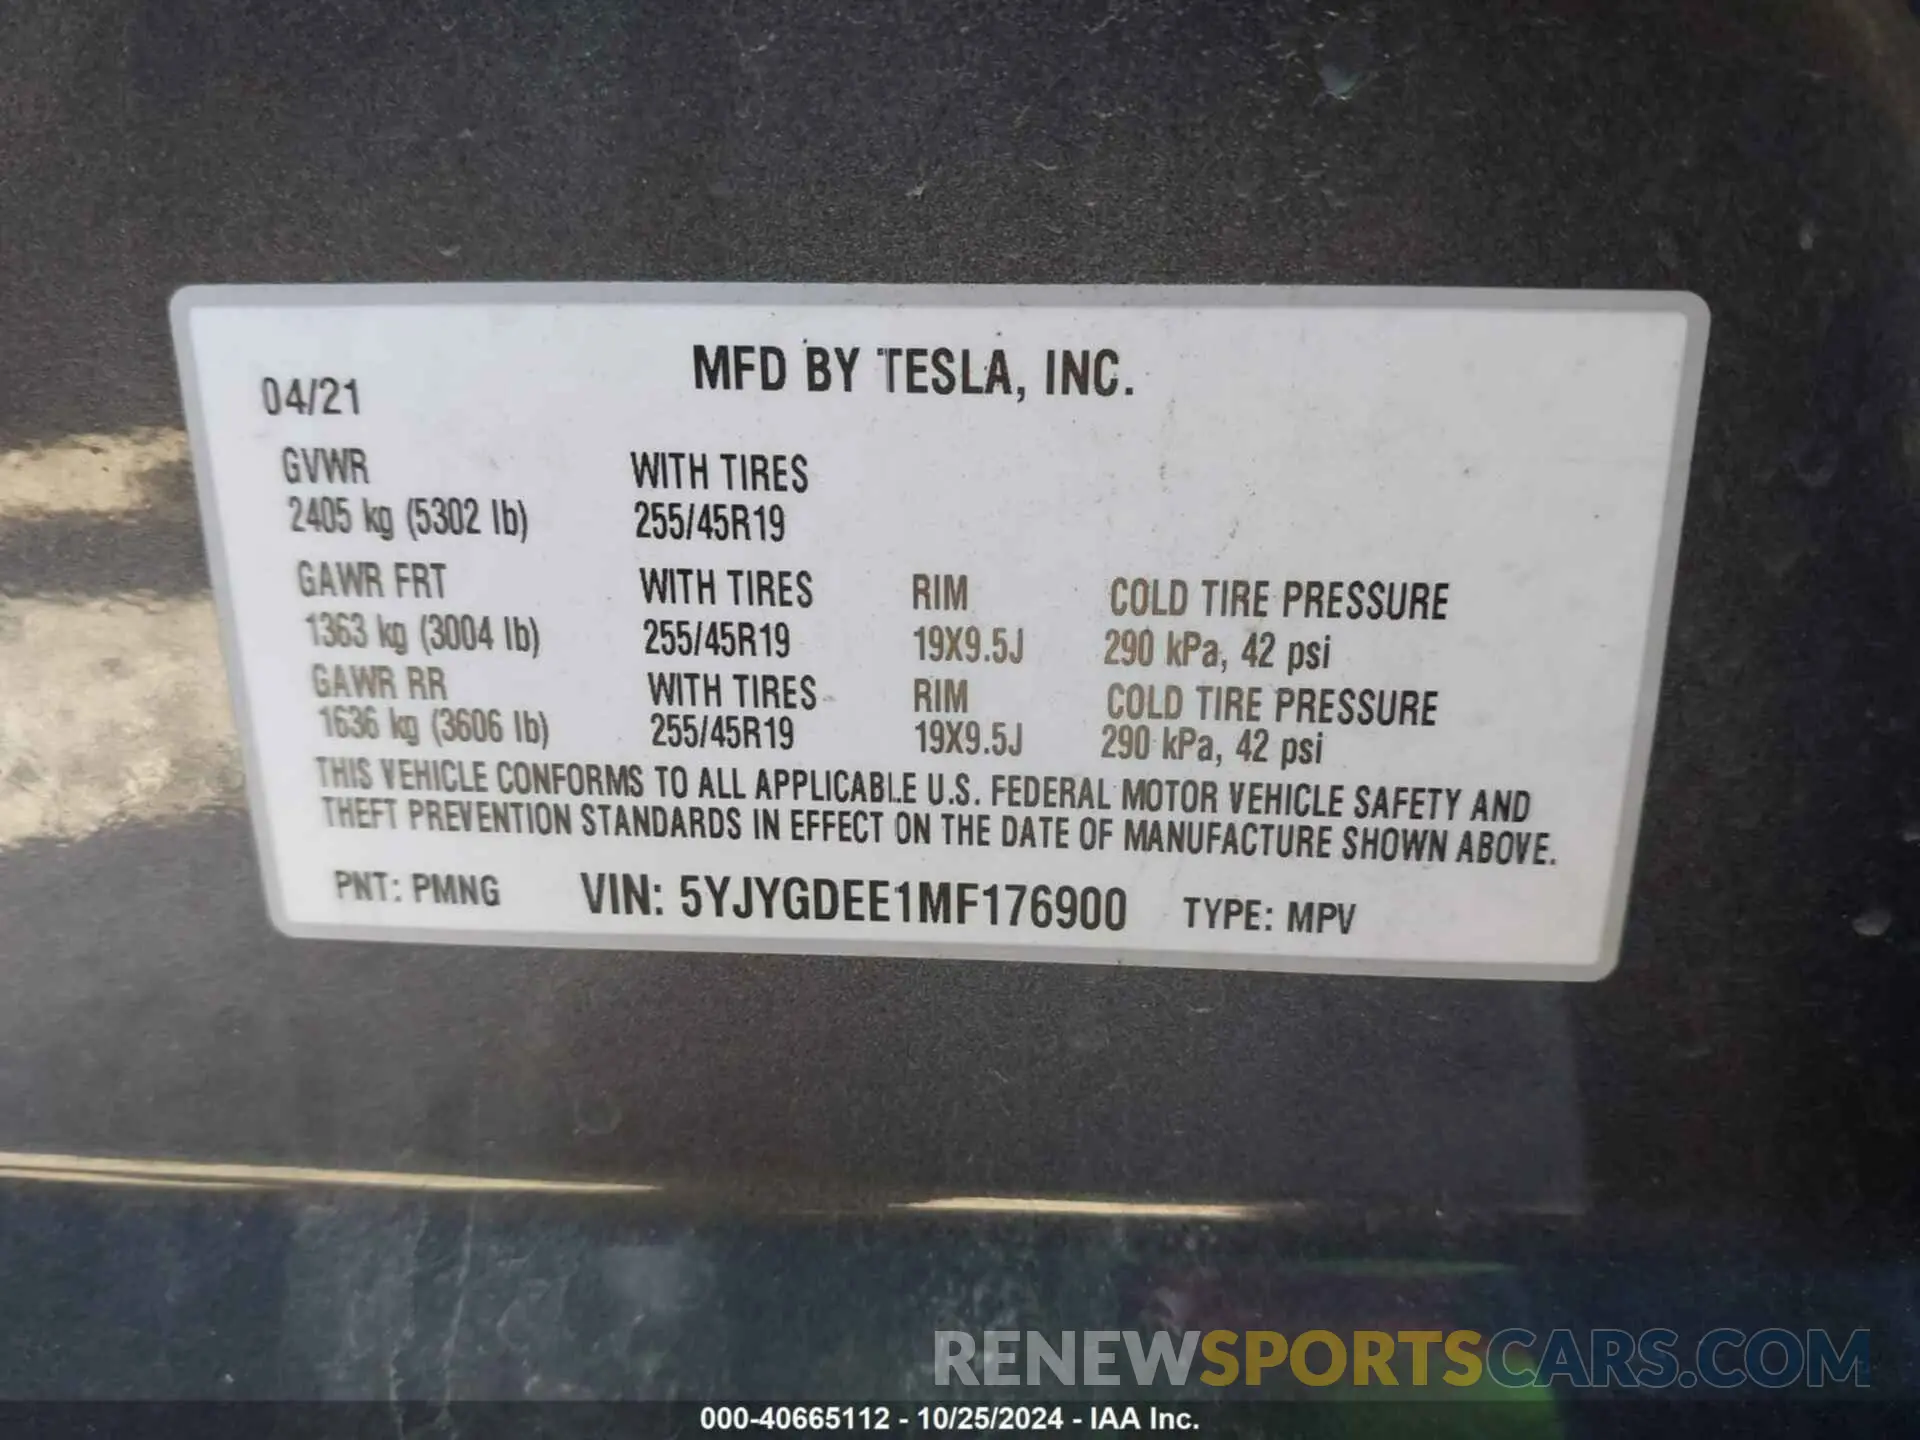 MFD BY TESLA, INC.
04/21
GVWR WITH TIRES
2405 kg (5302 lb) 255/45R19
GAWR FRT WITH TIRES RIM COLD TIRE PRESSURE
1363 kg (3004 lb) 255/45R19 19X9.5J 290 kPa, 42 psi
GAWR RR WITH TIRES RIM COLD TIRE PRESSURE
1636 kg (3606 lb) 255/45R19 19X9.5J 290 kPa, 42 psi
THIS VEHICLE CONFORMS TO ALL APPLICABLE U.S. FEDERAL MOTOR VEHICLE SAFETY AND
THEFT PREVENTION STANDARDS IN EFFECT ON THE DATE OF MANUFACTURE SHOWN ABOVE.
PNT: PMNG VIN: 5YJYGDEE1MF176900 TYPE: MPV
RENEWSPORTSCARS.COM
000-40665112 - 10/25/2024 - IAA Inc.